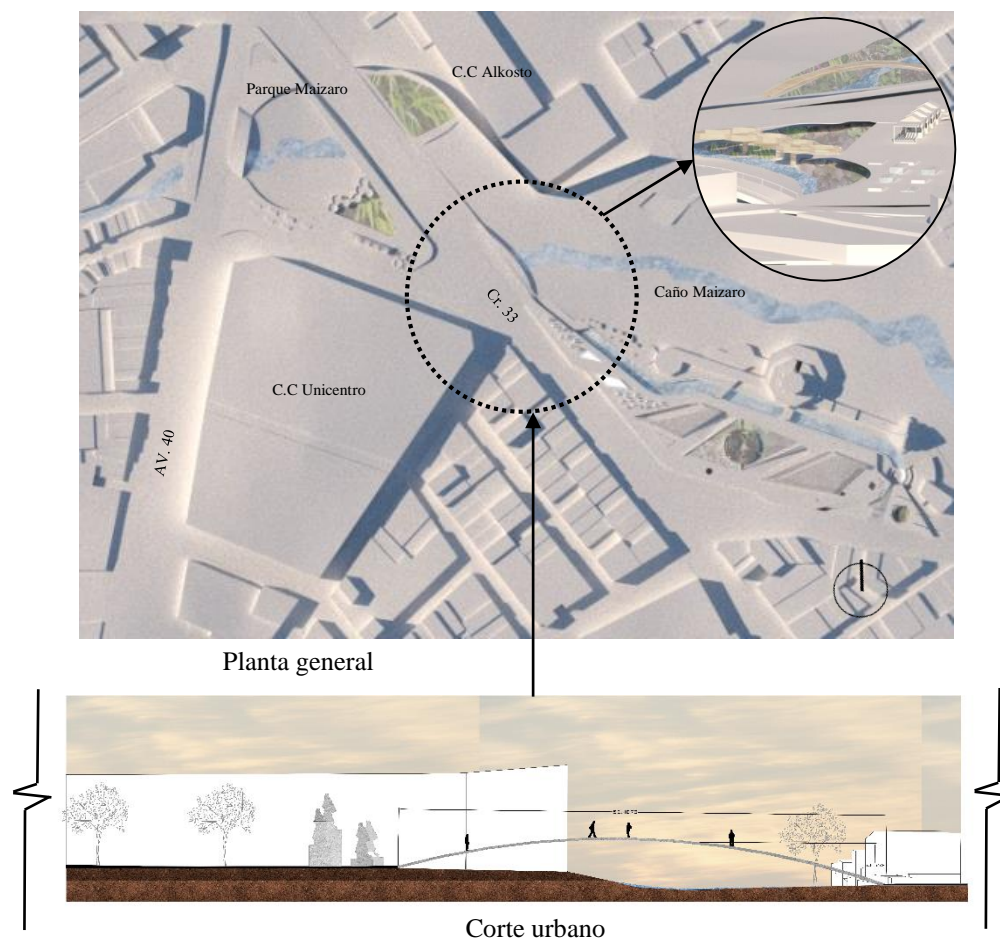 C.C Alkosto
Parque Maizaro
Caño Maizaro
Cr. 33
C.C Unicentro
AV. 40
Planta general
Corte urbano